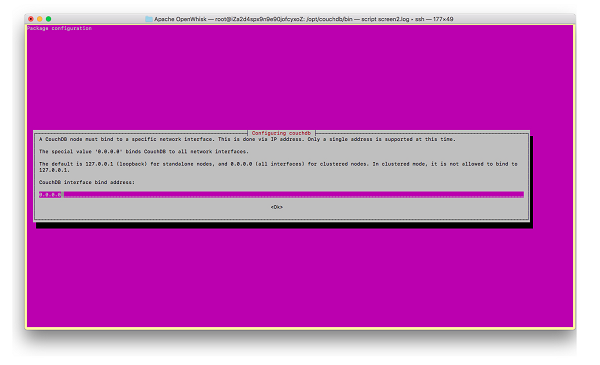 Apache OpenWhisk — root@iZa2d4sps9n9e90jofcyxoZ: /opt/couchdb/bin — script screen2.log • ssh — 177×49
Package configuration
Configuring couchdb
A CouchDB node must bind to a specific network interface. This is done via IP address. Only a single address is supported at this time.
The special value '0.0.0.0' binds CouchDB to all network interfaces.
The default is 127.0.0.1 (loopback) for standalone nodes, and 0.0.0.0 (all interfaces) for clustered nodes. In clustered mode, it is not allowed to bind to
127.0.0.1.
CouchDB interface bind address:
0.0.0.0
<Ok>